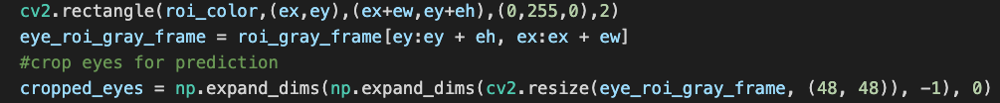 cv2.rectangle(roi_color,(ex,ey),(ex+ew,ey+eh),(0,255,0),2)
eye_roi_gray_frame = roi_gray_frame[ey:ey + eh, ex:ex + ew]
#crop eyes for prediction
cropped_eyes = np.expand_dims(np.expand_dims(cv2.resize(eye_roi_gray_frame, (48, 48)), -1), 0)